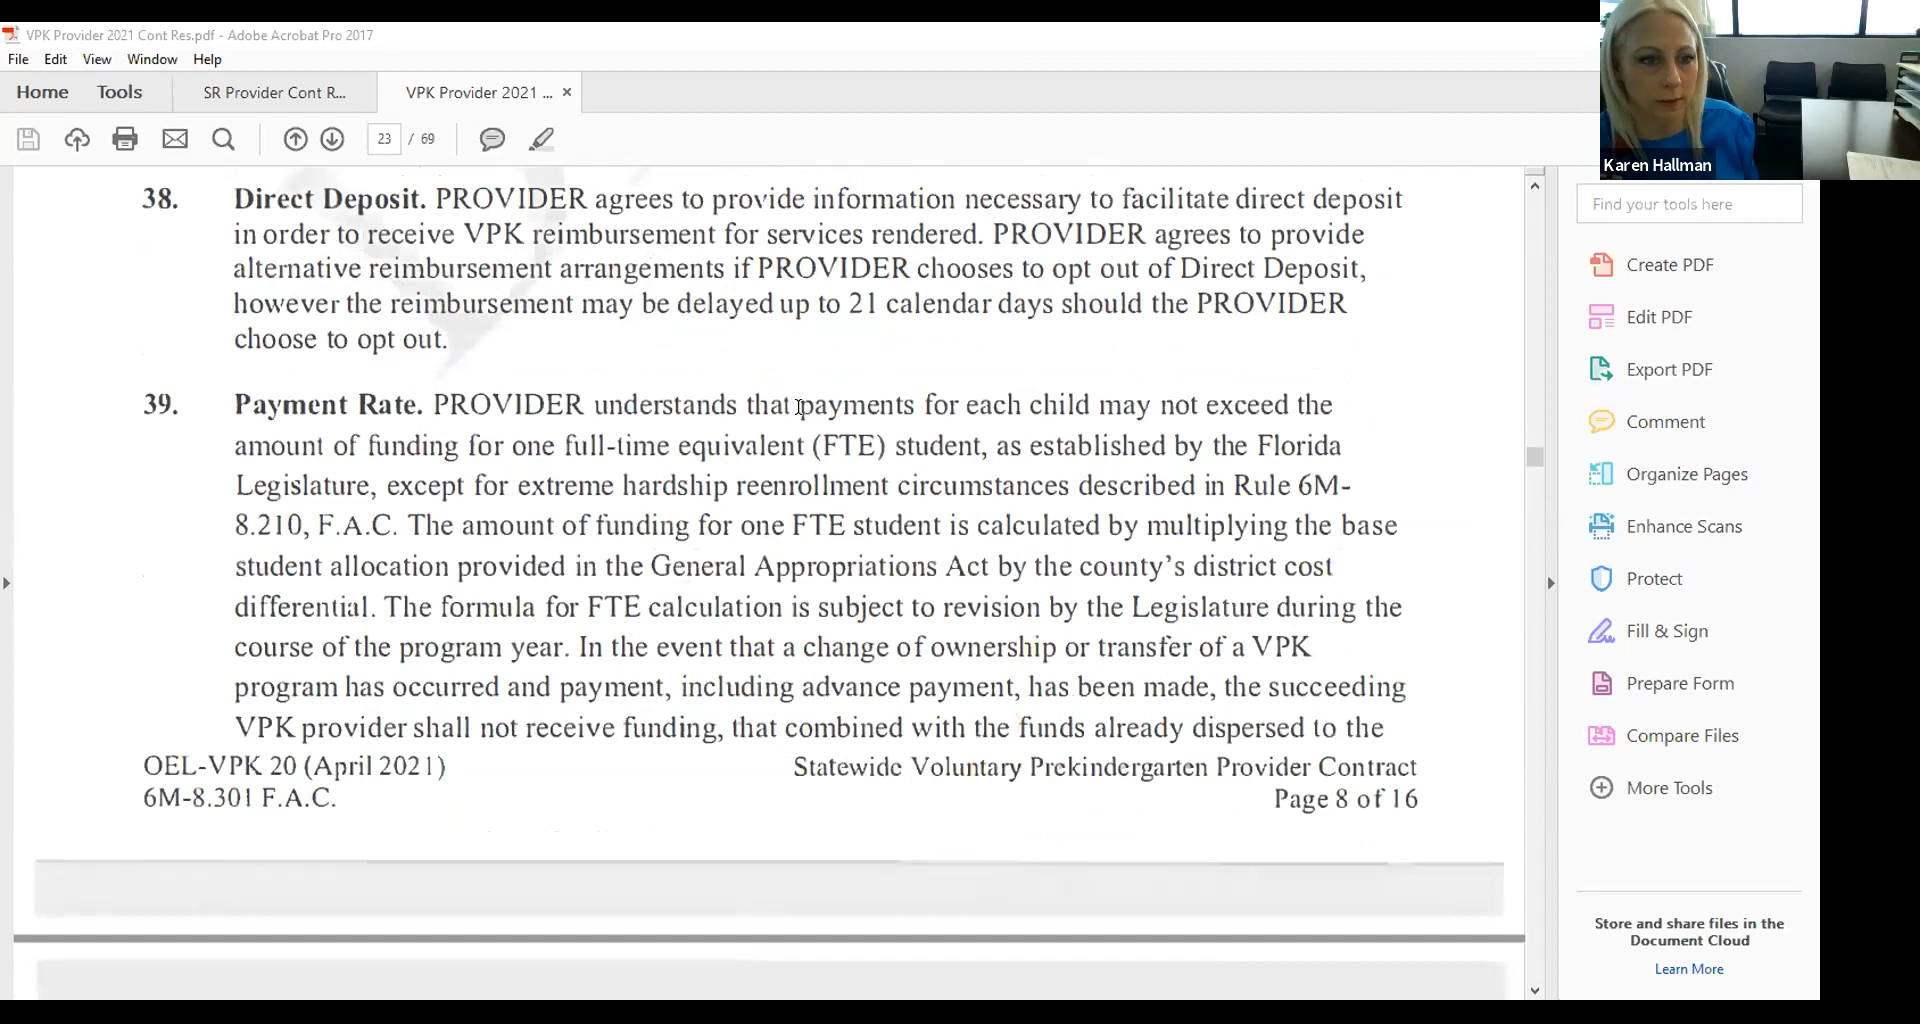 VPK Provider 2021 Cont Res.pdf - Adobe Acrobat Pro 2017
File Edit View Window Help
Home Tools SR Provider Cont R... VPK Provider 2021 ... ×
23 / 69
Karen Hallman
38. Direct Deposit. PROVIDER agrees to provide information necessary to facilitate direct deposit
in order to receive VPK reimbursement for services rendered. PROVIDER agrees to provide
alternative reimbursement arrangements if PROVIDER chooses to opt out of Direct Deposit,
however the reimbursement may be delayed up to 21 calendar days should the PROVIDER
choose to opt out.
39. Payment Rate. PROVIDER understands that payments for each child may not exceed the
amount of funding for one full-time equivalent (FTE) student, as established by the Florida
Legislature, except for extreme hardship reenrollment circumstances described in Rule 6M-
8.210, F.A.C. The amount of funding for one FTE student is calculated by multiplying the base
student allocation provided in the General Appropriations Act by the county's district cost
differential. The formula for FTE calculation is subject to revision by the Legislature during the
course of the program year. In the event that a change of ownership or transfer of a VPK
program has occurred and payment, including advance payment, has been made, the succeeding
VPK provider shall not receive funding, that combined with the funds already dispersed to the
OEL-VPK 20 (April 2021) Statewide Voluntary Prekindergarten Provider Contract
6M-8.301 F.A.C. Page 8 of 16
Find your tools here
Create PDF
Edit PDF
Export PDF
Comment
Organize Pages
Enhance Scans
Protect
Fill & Sign
Prepare Form
Compare Files
More Tools
Store and share files in the
Document Cloud
Learn More